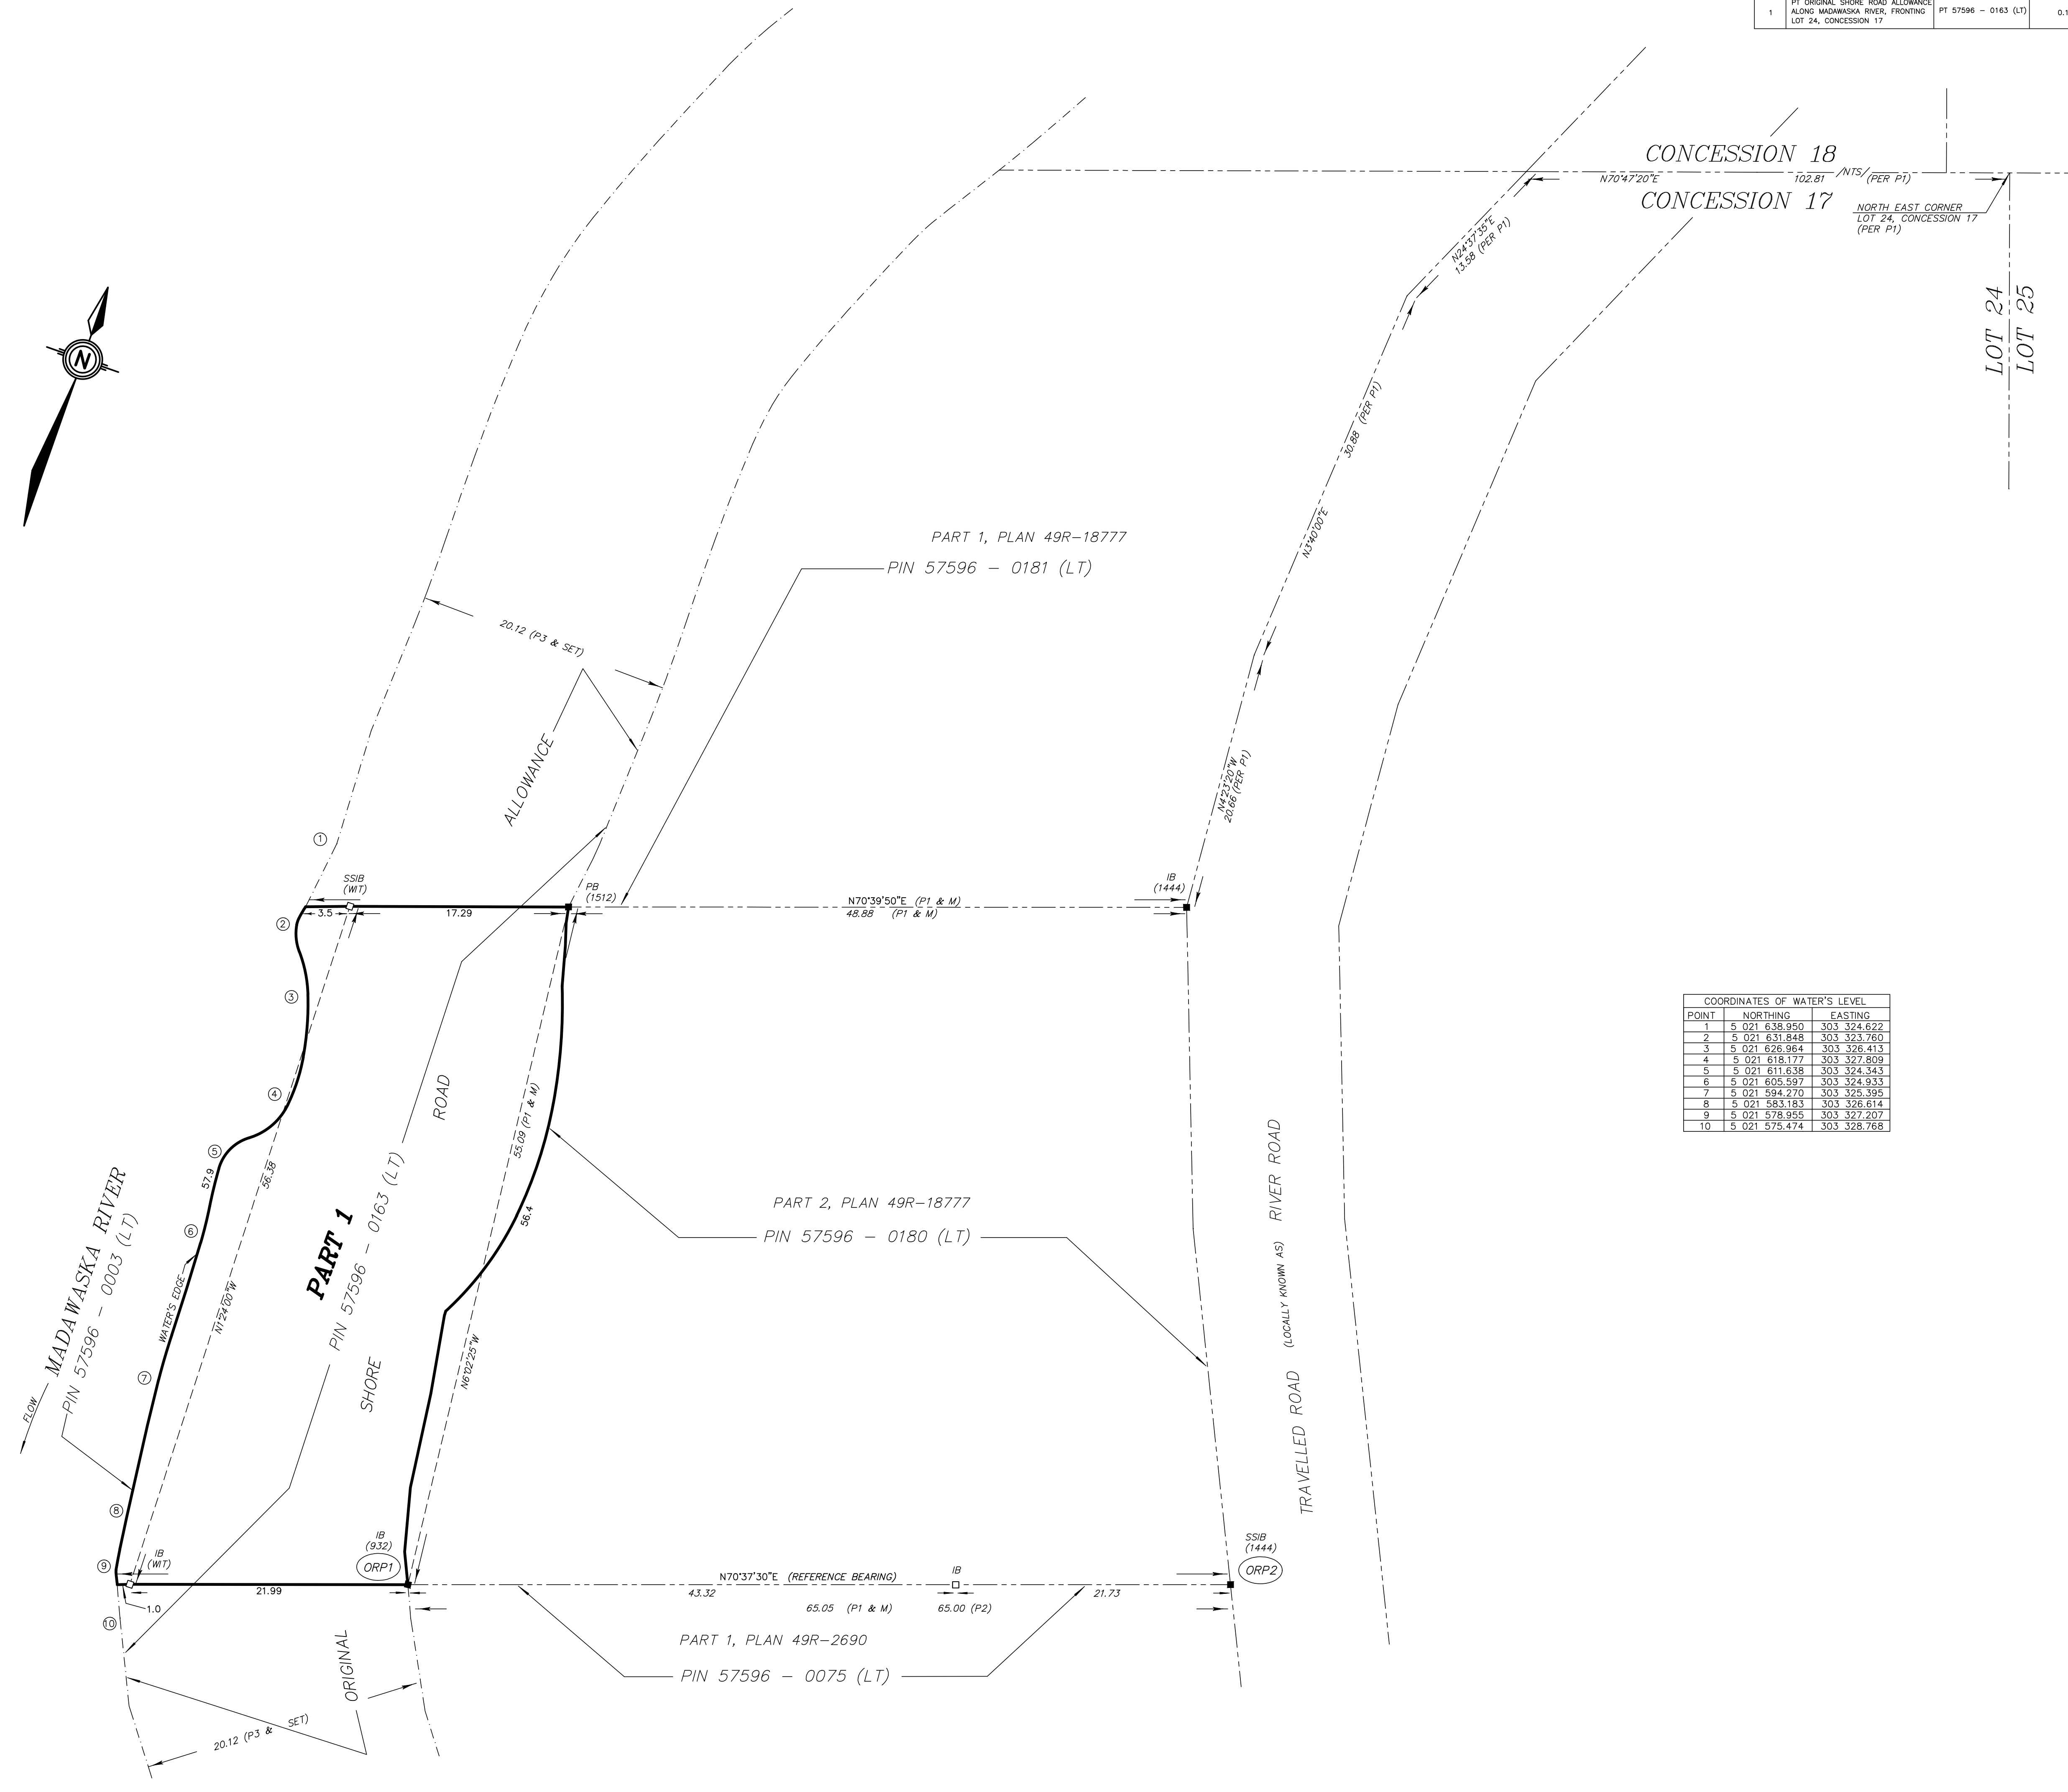 PT ORIGINAL SHORE ROAD ALLOWANCE
ALONG MADAWASKA RIVER, FRONTING
LOT 24, CONCESSION 17
1
PT 57596 – 0163 (LT)
0.1
CONCESSION 18
N70°47'20"E
102.81
/NTS/
(PER P1)
CONCESSION 17
NORTH EAST CORNER
LOT 24, CONCESSION 17
(PER P1)
N24°37'35"E
13.58 (PER P1)
LOT 24
LOT 25
N
30.88 (PER P1)
N3°40'00"E
PART 1, PLAN 49R–18777
PIN 57596 – 0181 (LT)
20.12 (P3 & SET)
ALLOWANCE
N4°23'20"W
20.66 (PER P1)
1
SSIB
(WIT)
PB
(1512)
IB
(1444)
N70°39'50"E (P1 & M)
48.88 (P1 & M)
3.5
17.29
2
3
4
5
6
7
8
9
10
COORDINATES OF WATER'S LEVEL
POINT NORTHING EASTING
1 5 021 638.950 303 324.622
2 5 021 631.848 303 323.760
3 5 021 626.964 303 326.413
4 5 021 618.177 303 327.809
5 5 021 611.638 303 324.343
6 5 021 605.597 303 324.933
7 5 021 594.270 303 325.395
8 5 021 583.183 303 326.614
9 5 021 578.955 303 327.207
10 5 021 575.474 303 328.768
ROAD
55.09 (P1 & M)
57.9
56.38
56.4
MADAWASKA RIVER
PIN 57596 – 0003 (LT)
FLOW
WATER'S EDGE
N1°24'00"W
PART 1
PIN 57596 – 0163 (LT)
SHORE
N6°02'25"W
PART 2, PLAN 49R–18777
PIN 57596 – 0180 (LT)
TRAVELLED ROAD (LOCALLY KNOWN AS) RIVER ROAD
IB
(WIT)
IB
(932)
ORP1
SSIB
(1444)
ORP2
IB
21.99
1.0
N70°37'30"E (REFERENCE BEARING)
43.32
21.73
65.05 (P1 & M)
65.00 (P2)
PART 1, PLAN 49R–2690
PIN 57596 – 0075 (LT)
ORIGINAL
20.12 (P3 & SET)